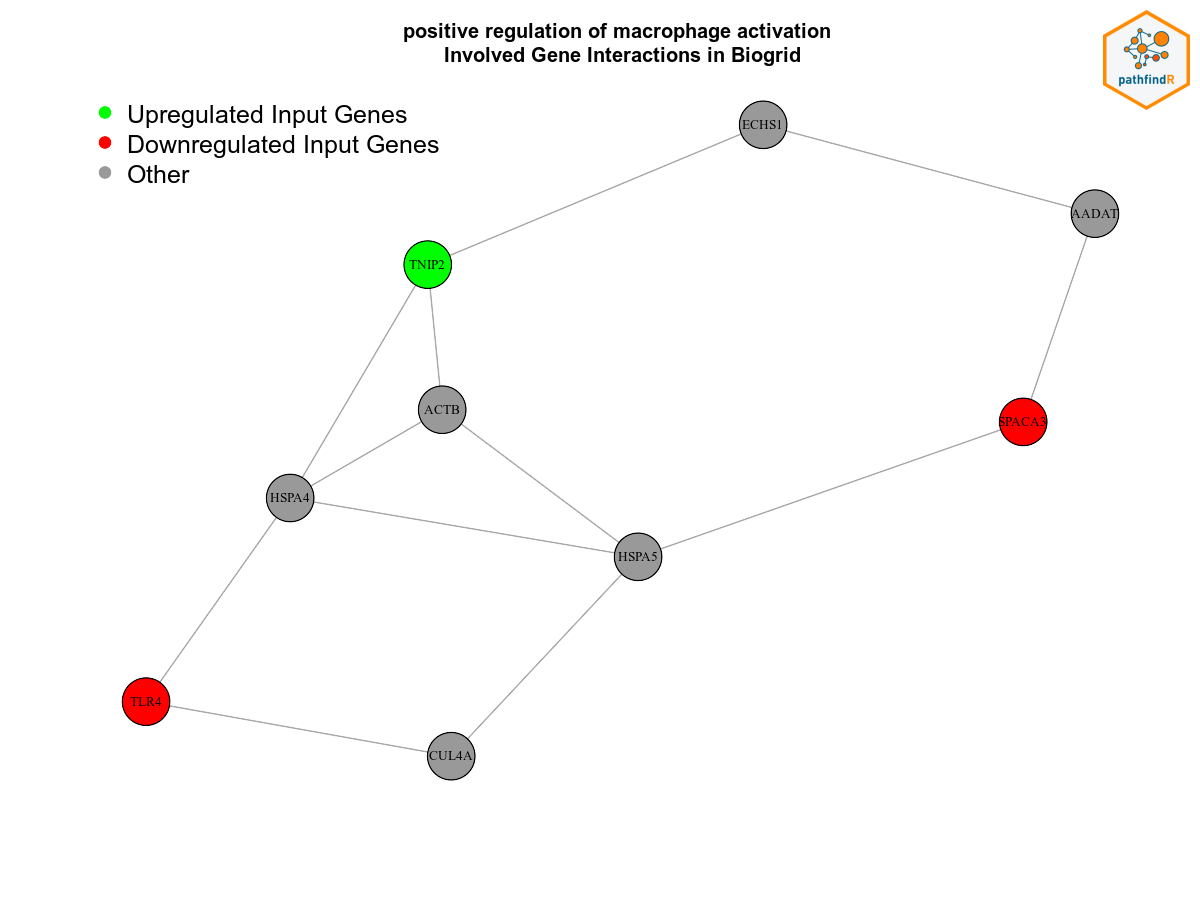 positive regulation of macrophage activation
Involved Gene Interactions in Biogrid
pathfindR
Upregulated Input Genes
Downregulated Input Genes
Other
ECHS1
AADAT
TNIP2
ACTB
SPACA3
HSPA4
HSPA5
TLR4
CUL4A